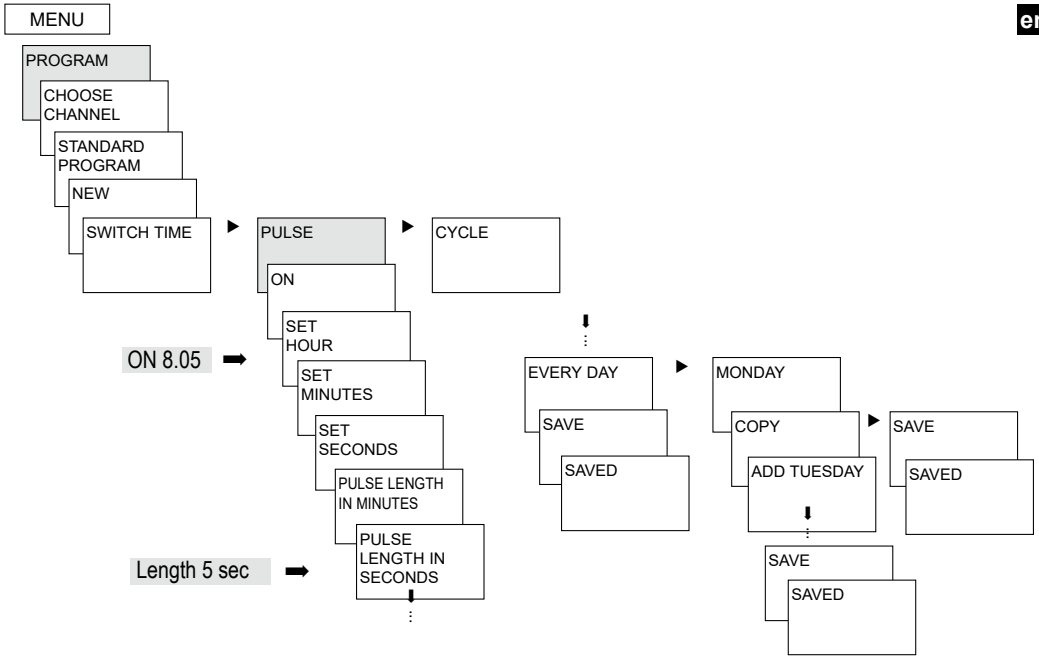 MENU
en
PROGRAM
CHOOSE
CHANNEL
STANDARD
PROGRAM
NEW
SWITCH TIME
PULSE
CYCLE
ON
SET
HOUR
ON 8.05
SET
MINUTES
SET
SECONDS
PULSE LENGTH
IN MINUTES
PULSE
LENGTH IN
SECONDS
Length 5 sec
EVERY DAY
SAVE
SAVED
MONDAY
COPY
ADD TUESDAY
SAVE
SAVED
SAVE
SAVED